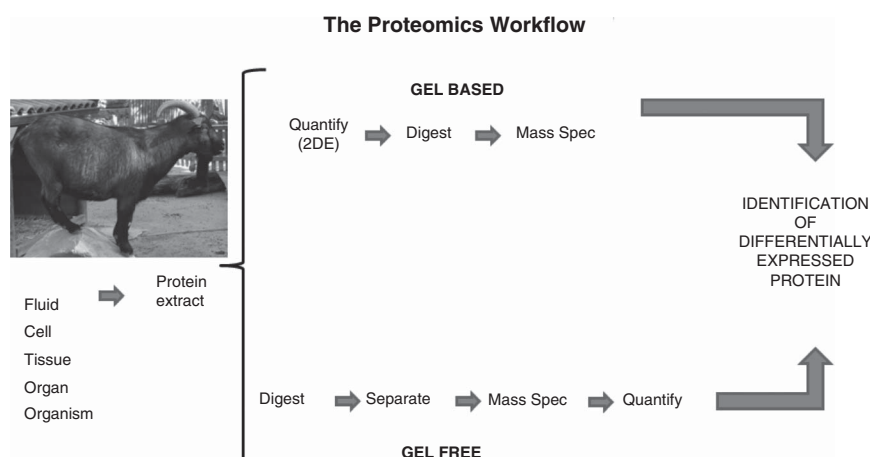 The Proteomics Workflow
GEL BASED
Quantify
(2DE)
Digest
Mass Spec
IDENTIFICATION
OF
DIFFERENTIALLY
EXPRESSED
PROTEIN
Protein
extract
Fluid
Cell
Tissue
Organ
Organism
Digest
Separate
Mass Spec
Quantify
GEL FREE